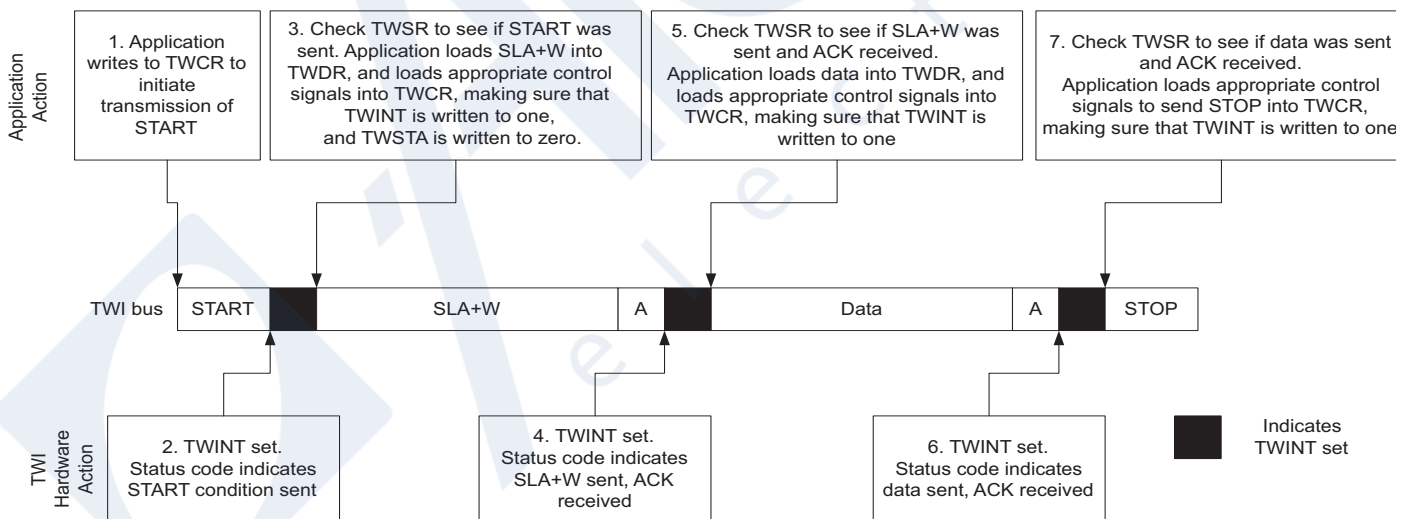 Application
Action
1. Application
writes to TWCR to
initiate
transmission of
START
3. Check TWSR to see if START was
sent. Application loads SLA+W into
TWDR, and loads appropriate control
signals into TWCR, making sure that
TWINT is written to one,
and TWSTA is written to zero.
5. Check TWSR to see if SLA+W was
sent and ACK received.
Application loads data into TWDR, and
loads appropriate control signals into
TWCR, making sure that TWINT is
written to one
7. Check TWSR to see if data was sent
and ACK received.
Application loads appropriate control
signals to send STOP into TWCR,
making sure that TWINT is written to one
TWI bus
START
SLA+W
A
Data
A
STOP
TWI
Hardware
Action
2. TWINT set.
Status code indicates
START condition sent
4. TWINT set.
Status code indicates
SLA+W sent, ACK
received
6. TWINT set.
Status code indicates
data sent, ACK received
Indicates
TWINT set